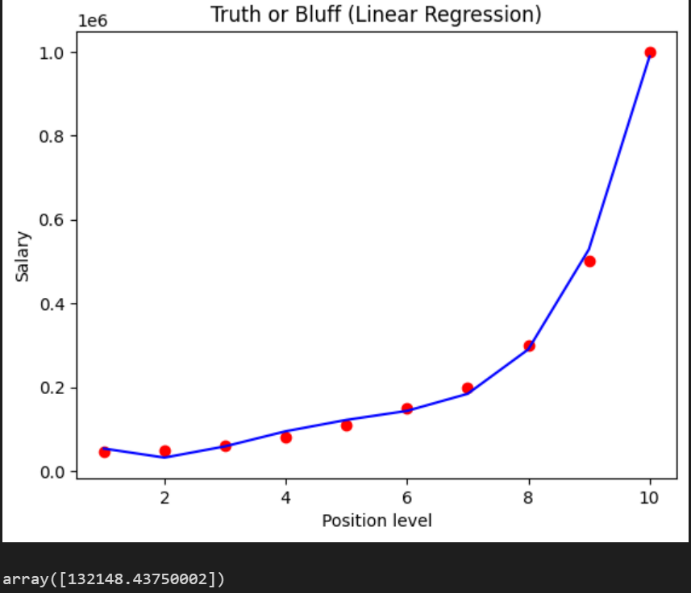 Truth or Bluff (Linear Regression)
1e6
1.0
0.8
0.6
0.4
0.2
0.0
Salary
2 4 6 8 10
Position level
array([132148.43750002])